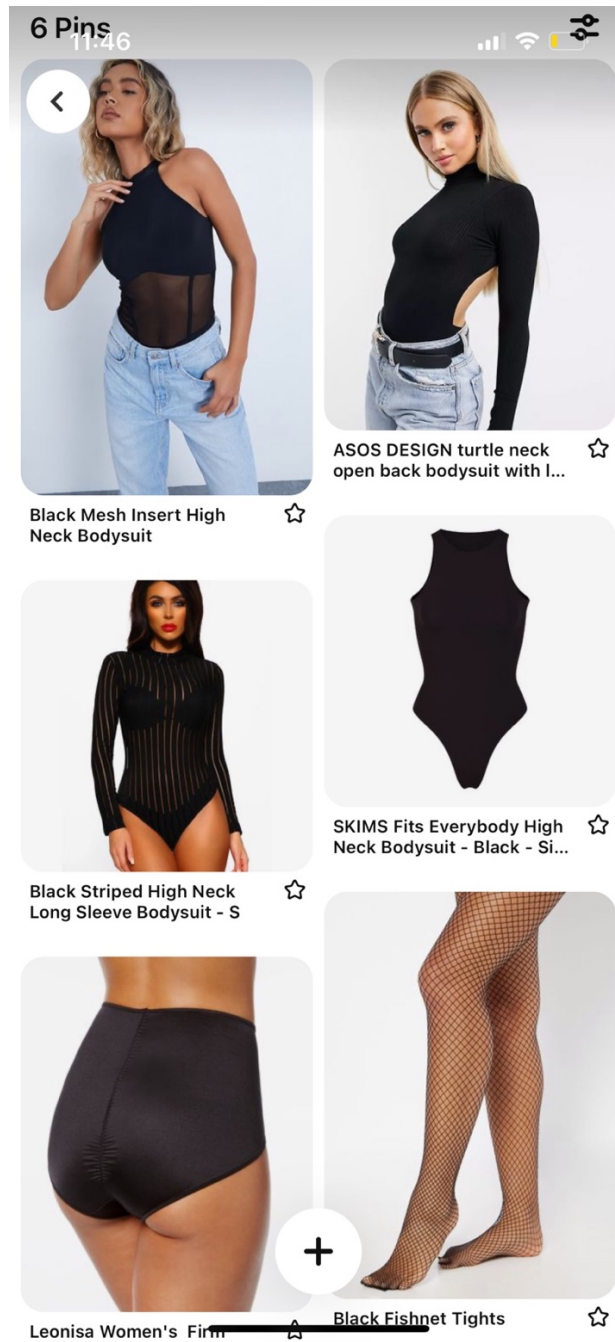 6 Pins
11:46
Black Mesh Insert High
Neck Bodysuit
ASOS DESIGN turtle neck
open back bodysuit with l...
Black Striped High Neck
Long Sleeve Bodysuit - S
SKIMS Fits Everybody High
Neck Bodysuit - Black - Si...
Leonisa Women's Firm
Black Fishnet Tights